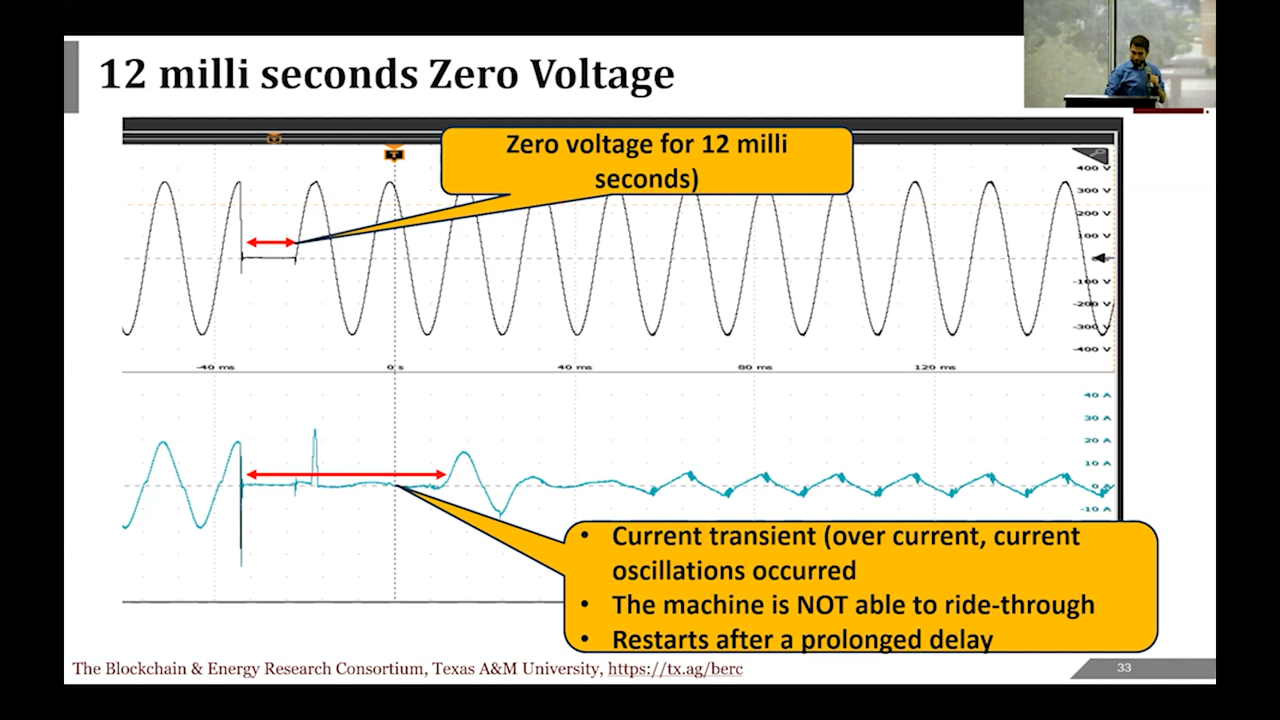 12 milli seconds Zero Voltage
Zero voltage for 12 milli
seconds)
400 V
300 V
200 V
100 V
-100 V
-200 V
-300 V
-400 V
-40 ms
0 s
40 ms
80 ms
120 ms
40 A
30 A
20 A
10 A
0
-10 A
• Current transient (over current, current
oscillations occurred
• The machine is NOT able to ride-through
• Restarts after a prolonged delay
The Blockchain & Energy Research Consortium, Texas A&M University, https://tx.ag/berc
33